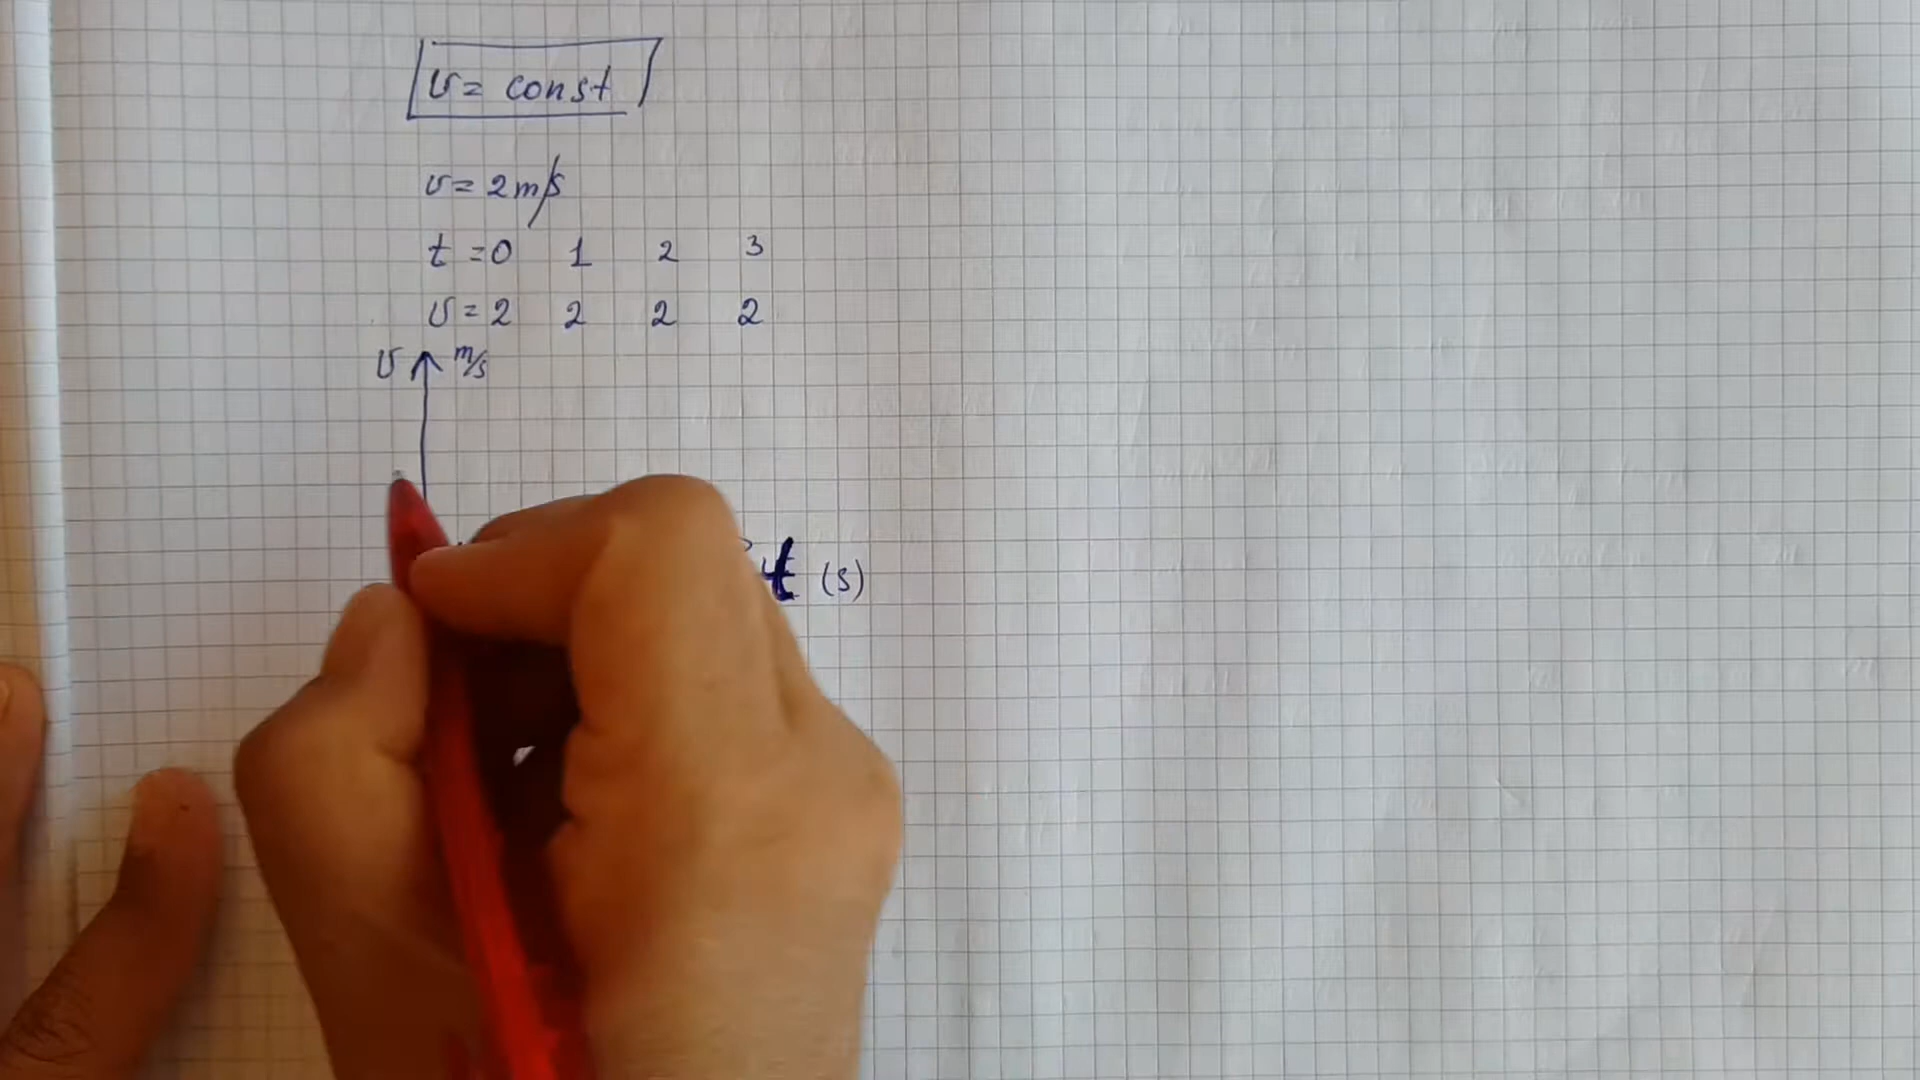 v = const
v = 2 m/s
t = 0 1 2 3
v = 2 2 2 2
v m/s
t (s)